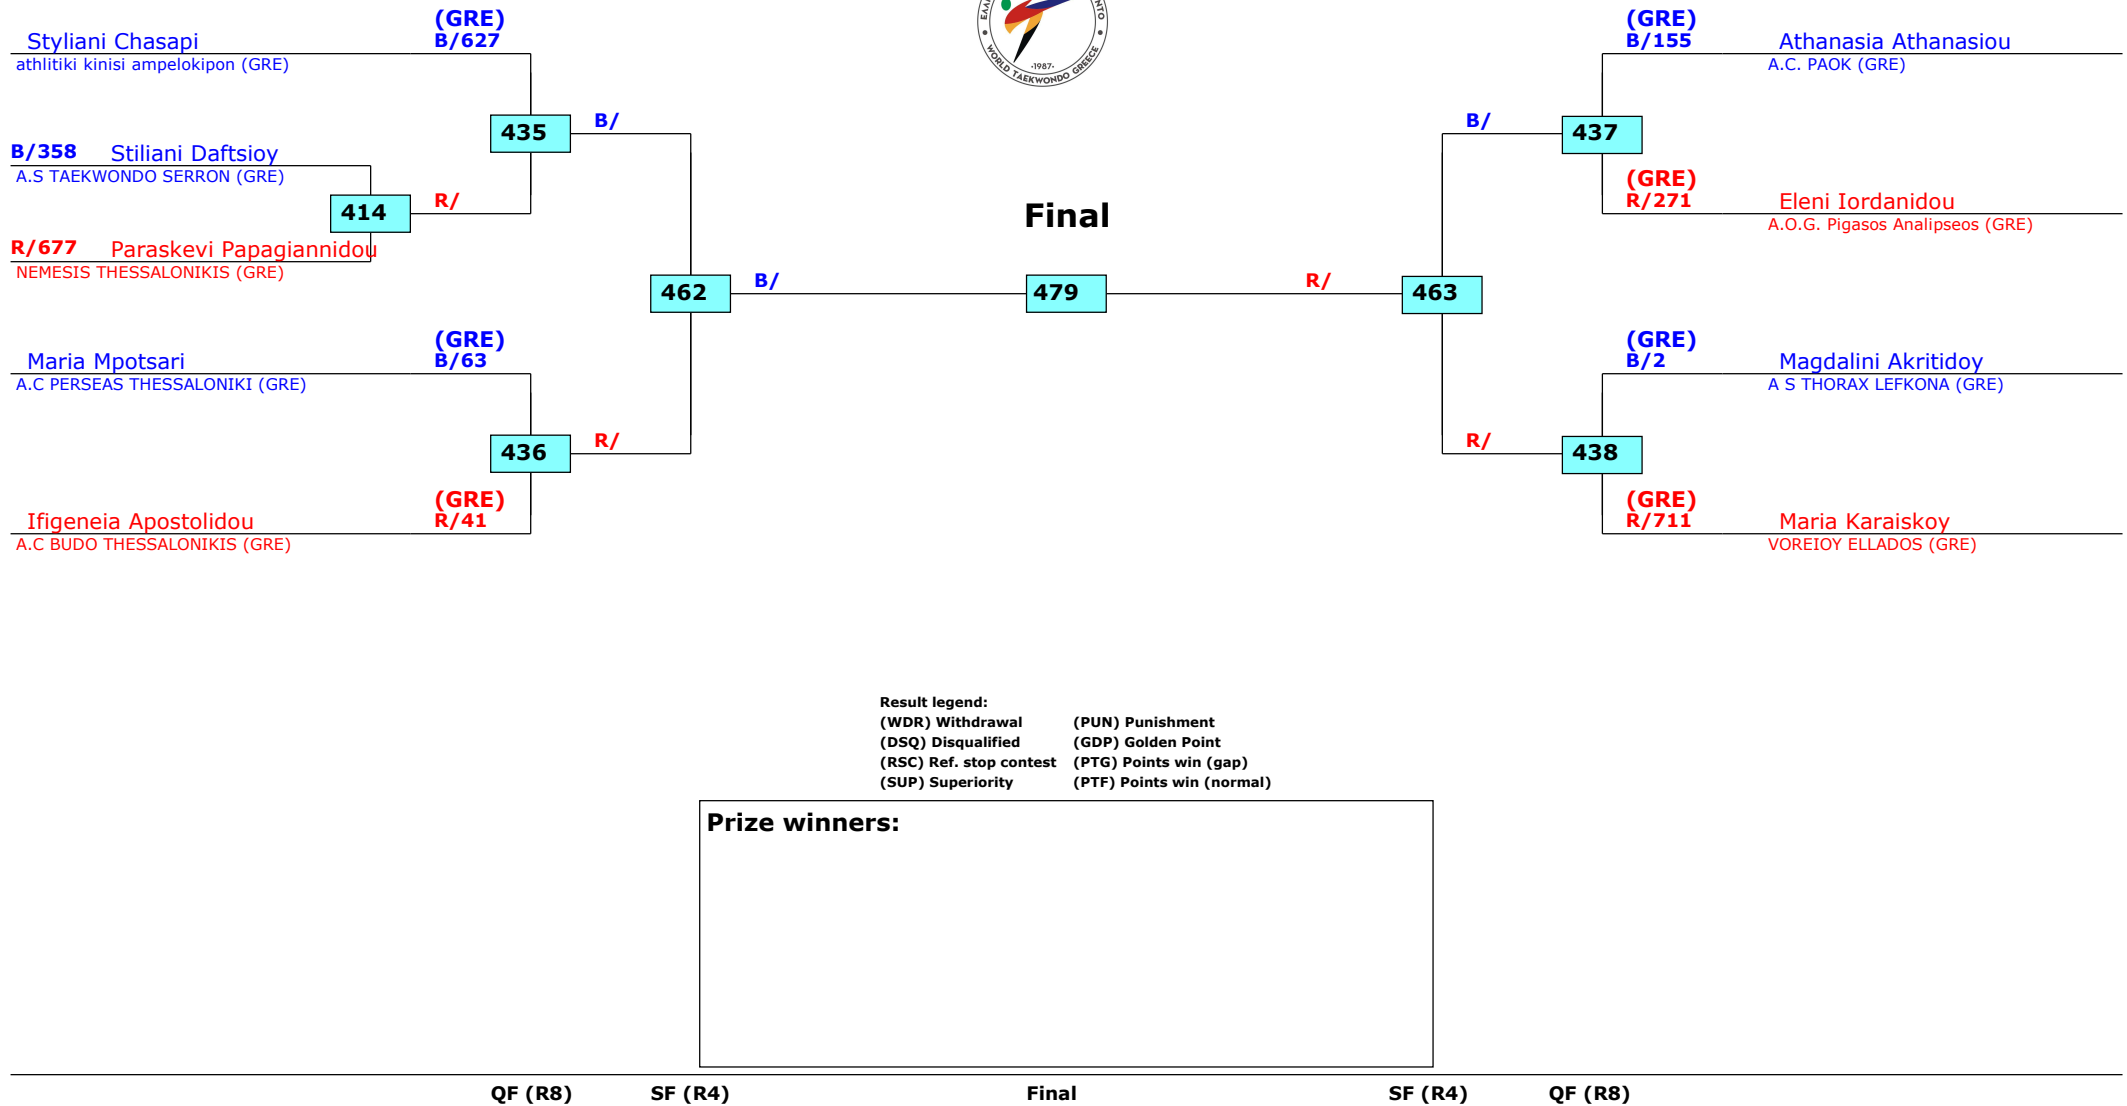 (GRE)
Styliani Chasapi B/627
athlitiki kinisi ampelokipon (GRE)
435
B/
B/358 Stiliani Daftsioy
A.S TAEKWONDO SERRON (GRE)
414
R/
R/677 Paraskevi Papagiannidou
NEMESIS THESSALONIKIS (GRE)
462
B/
(GRE)
Maria Mpotsari B/63
A.C PERSEAS THESSALONIKI (GRE)
436
R/
(GRE)
Ifigeneia Apostolidou R/41
A.C BUDO THESSALONIKIS (GRE)
·1987·
WORLD TAEKWONDO GREECE
Final
479
(GRE)
B/155 Athanasia Athanasiou
A.C. PAOK (GRE)
B/
437
(GRE)
R/271 Eleni Iordanidou
A.O.G. Pigasos Analipseos (GRE)
R/
463
(GRE)
B/2 Magdalini Akritidoy
A S THORAX LEFKONA (GRE)
R/
438
(GRE)
R/711 Maria Karaiskoy
VOREIOY ELLADOS (GRE)
Result legend:
(WDR) Withdrawal (PUN) Punishment
(DSQ) Disqualified (GDP) Golden Point
(RSC) Ref. stop contest (PTG) Points win (gap)
(SUP) Superiority (PTF) Points win (normal)
Prize winners:
QF (R8) SF (R4) Final SF (R4) QF (R8)